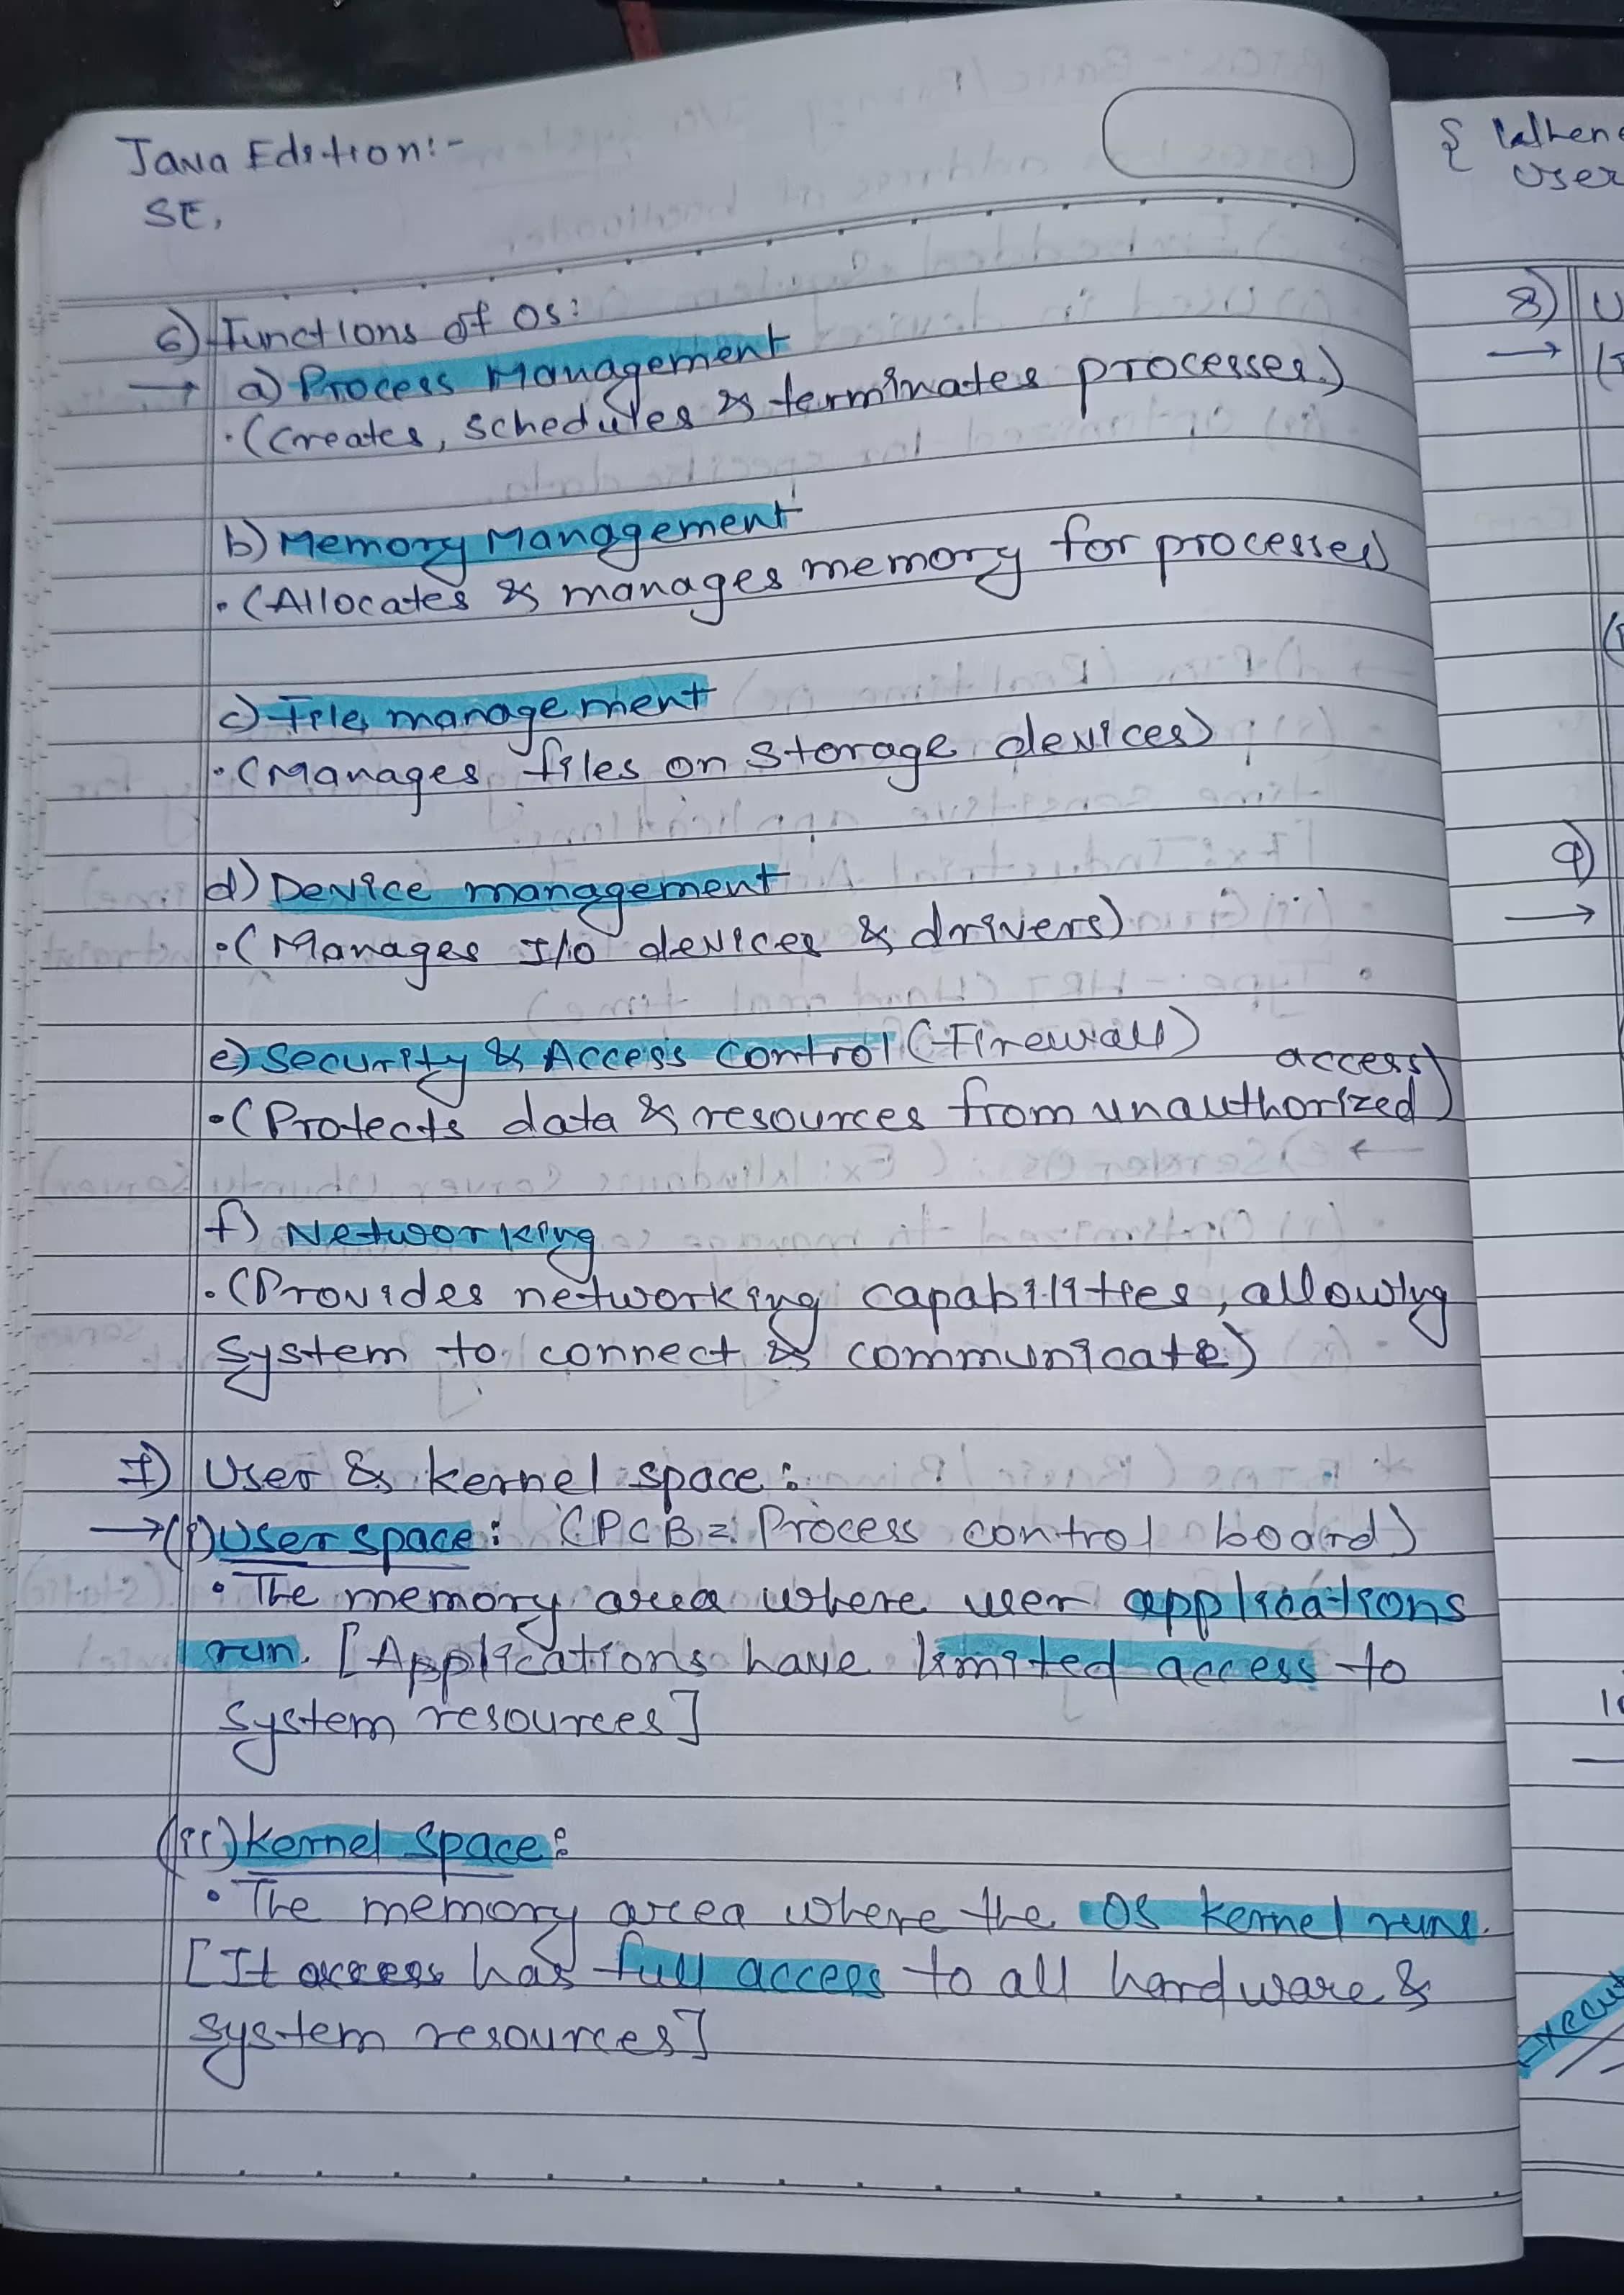 Java Edition:-
SE,
6) Functions of OS:
→ a) Process Management
·(Creates, schedules & terminates processes)
b) Memory Management
·(Allocates & manages memory for processes)
c) File management
·(Manages files on storage devices)
d) Device management
·(Manages I/O devices & drivers)
e) Security & Access control (Firewall)
access)
·(Protects data & resources from unauthorized
f) Networking
·(Provides networking capabilities, allowing
system to connect & communicate)
7) User & kernel space:
→(i) User space: (PCB = Process control board)
· The memory area where user applications
run. [Applications have limited access to
system resources]
(ii) Kernel space:
· The memory area where the OS kernel runs.
[It access has full access to all hardware &
system resources]
User
8)
→
9)
→